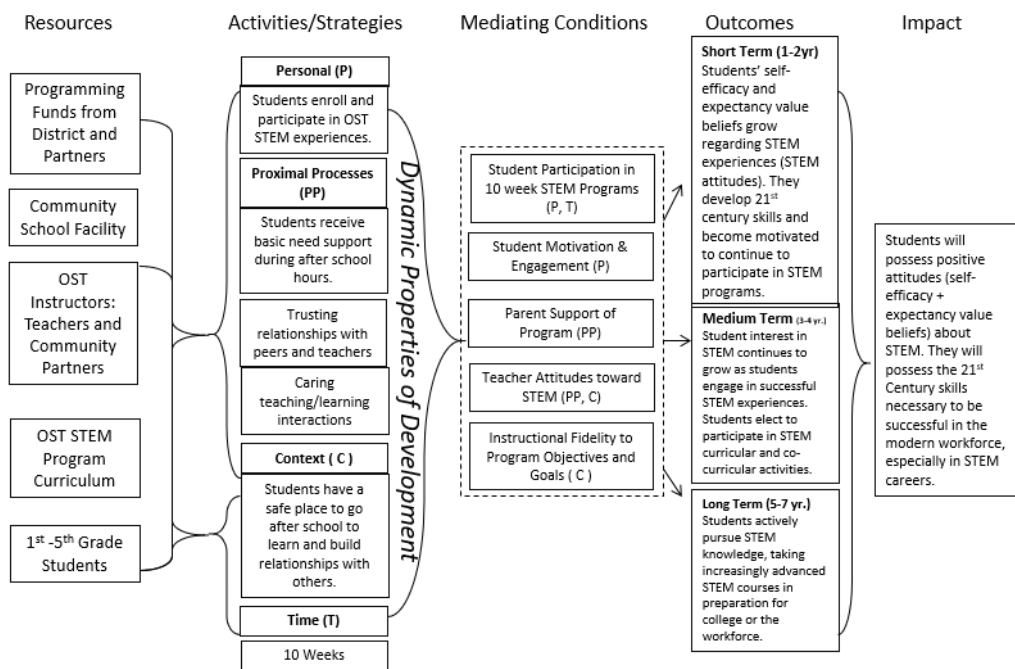 Resources
Activities/Strategies
Mediating Conditions
Outcomes
Impact
Programming
Funds from
District and
Partners
Community
School Facility
OST
Instructors:
Teachers and
Community
Partners
OST STEM
Program
Curriculum
1st -5th Grade
Students
Personal (P)
Students enroll and
participate in OST
STEM experiences.
Proximal Processes
(PP)
Students receive
basic need support
during after school
hours.
Trusting
relationships with
peers and teachers
Caring
teaching/learning
interactions
Context ( C )
Students have a
safe place to go
after school to
learn and build
relationships with
others.
Time (T)
10 Weeks
Dynamic Properties of Development
Student Participation in
10 week STEM Programs
(P, T)
Student Motivation &
Engagement (P)
Parent Support of
Program (PP)
Teacher Attitudes toward
STEM (PP, C)
Instructional Fidelity to
Program Objectives and
Goals ( C )
Short Term (1-2yr)
Students' self-
efficacy and
expectancy value
beliefs grow
regarding STEM
experiences (STEM
attitudes). They
develop 21st
century skills and
become motivated
to continue to
participate in STEM
programs.
Medium Term (3-4 yr.)
Student interest in
STEM continues to
grow as students
engage in successful
STEM experiences.
Students elect to
participate in STEM
curricular and co-
curricular activities.
Long Term (5-7 yr.)
Students actively
pursue STEM
knowledge, taking
increasingly advanced
STEM courses in
preparation for
college or the
workforce.
Students will
possess positive
attitudes (self-
efficacy +
expectancy value
beliefs) about
STEM. They will
possess the 21st
Century skills
necessary to be
successful in the
modern workforce,
especially in STEM
careers.